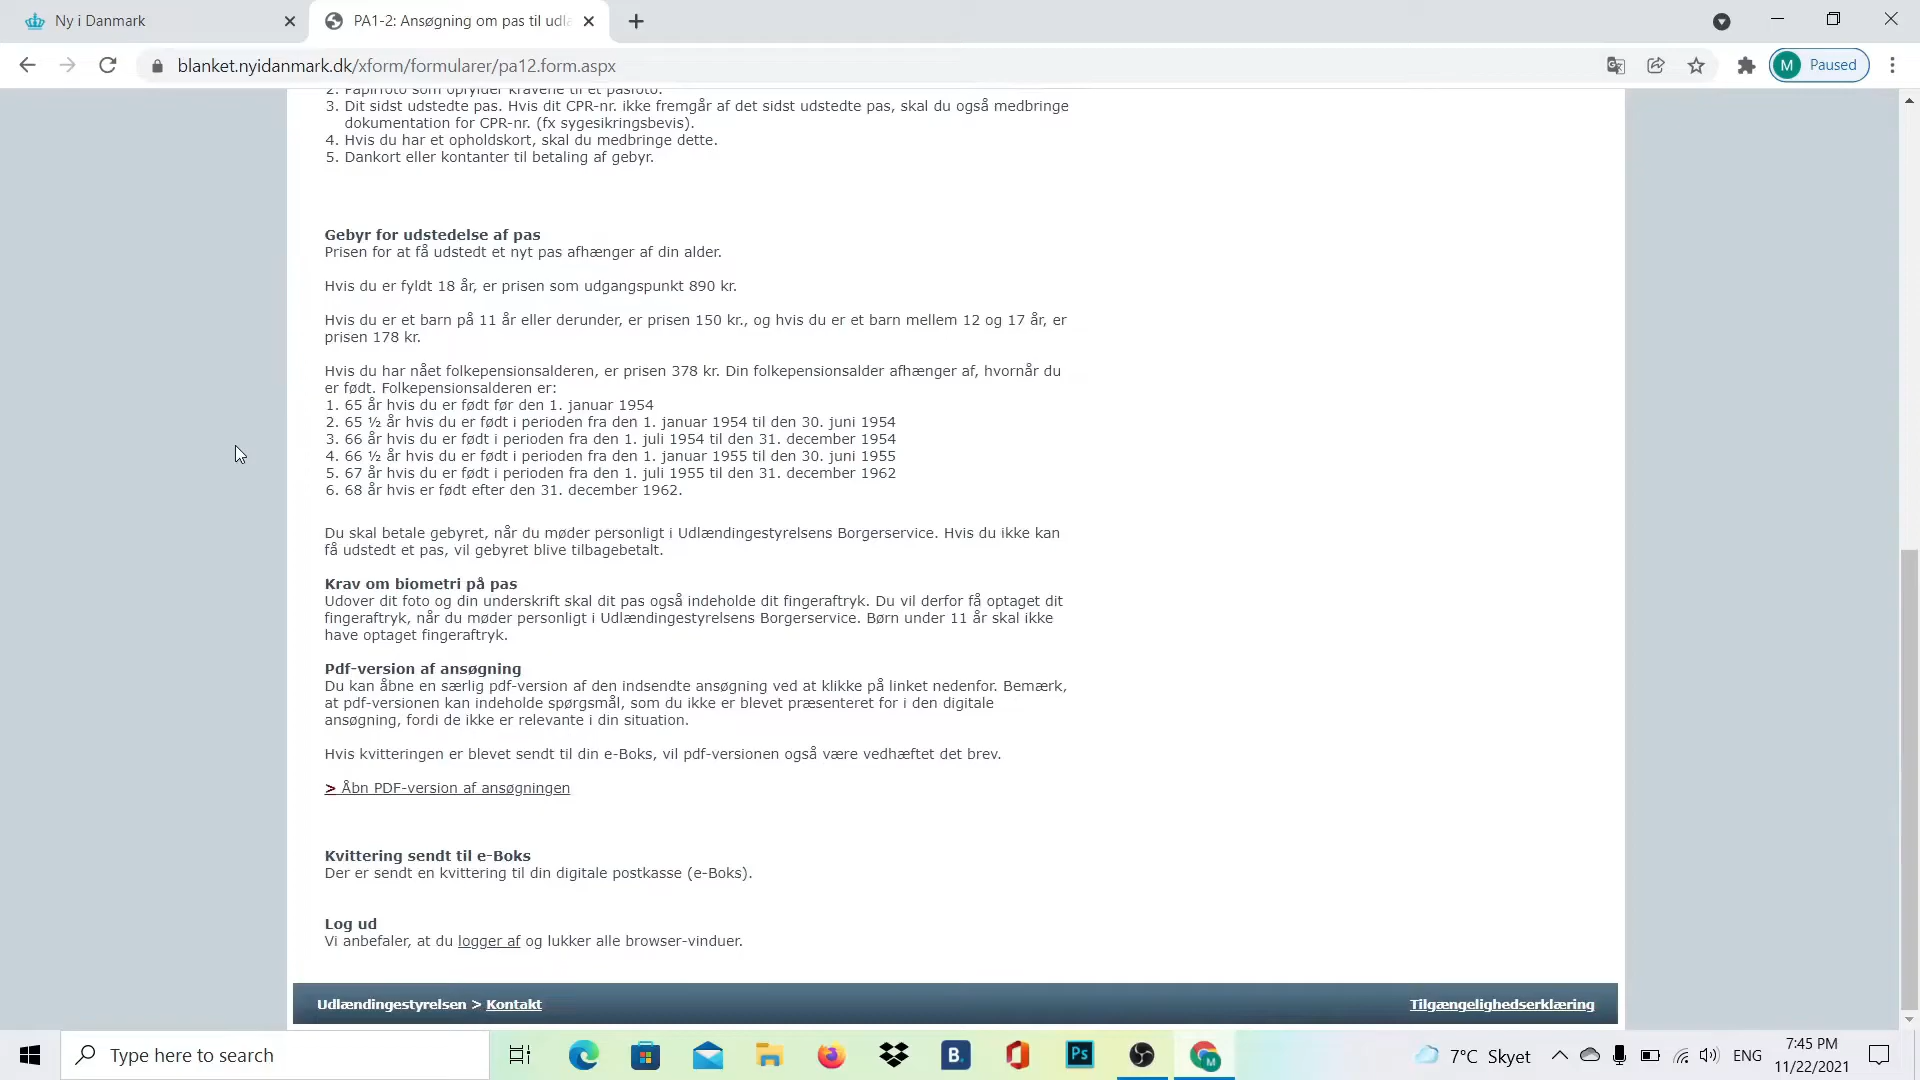 Ny i Danmark
PA1-2: Ansøgning om pas til udla
blanket.nyidanmark.dk/xform/formularer/pa12.form.aspx
M Paused
2. Papirfoto som opfylder kravene til et pasfoto.
3. Dit sidst udstedte pas. Hvis dit CPR-nr. ikke fremgår af det sidst udstedte pas, skal du også medbringe
dokumentation for CPR-nr. (fx sygesikringsbevis).
4. Hvis du har et opholdskort, skal du medbringe dette.
5. Dankort eller kontanter til betaling af gebyr.
Gebyr for udstedelse af pas
Prisen for at få udstedt et nyt pas afhænger af din alder.
Hvis du er fyldt 18 år, er prisen som udgangspunkt 890 kr.
Hvis du er et barn på 11 år eller derunder, er prisen 150 kr., og hvis du er et barn mellem 12 og 17 år, er
prisen 178 kr.
Hvis du har nået folkepensionsalderen, er prisen 378 kr. Din folkepensionsalder afhænger af, hvornår du
er født. Folkepensionsalderen er:
1. 65 år hvis du er født før den 1. januar 1954
2. 65 ½ år hvis du er født i perioden fra den 1. januar 1954 til den 30. juni 1954
3. 66 år hvis du er født i perioden fra den 1. juli 1954 til den 31. december 1954
4. 66 ½ år hvis du er født i perioden fra den 1. januar 1955 til den 30. juni 1955
5. 67 år hvis du er født i perioden fra den 1. juli 1955 til den 31. december 1962
6. 68 år hvis er født efter den 31. december 1962.
Du skal betale gebyret, når du møder personligt i Udlændingestyrelsens Borgerservice. Hvis du ikke kan
få udstedt et pas, vil gebyret blive tilbagebetalt.
Krav om biometri på pas
Udover dit foto og din underskrift skal dit pas også indeholde dit fingeraftryk. Du vil derfor få optaget dit
fingeraftryk, når du møder personligt i Udlændingestyrelsens Borgerservice. Børn under 11 år skal ikke
have optaget fingeraftryk.
Pdf-version af ansøgning
Du kan åbne en særlig pdf-version af den indsendte ansøgning ved at klikke på linket nedenfor. Bemærk,
at pdf-versionen kan indeholde spørgsmål, som du ikke er blevet præsenteret for i den digitale
ansøgning, fordi de ikke er relevante i din situation.
Hvis kvitteringen er blevet sendt til din e-Boks, vil pdf-versionen også være vedhæftet det brev.
> Åbn PDF-version af ansøgningen
Kvittering sendt til e-Boks
Der er sendt en kvittering til din digitale postkasse (e-Boks).
Log ud
Vi anbefaler, at du logger af og lukker alle browser-vinduer.
Udlændingestyrelsen > Kontakt
Tilgængelighedserklæring
Type here to search
B.
Ps
7°C Skyet
ENG
7:45 PM
11/22/2021